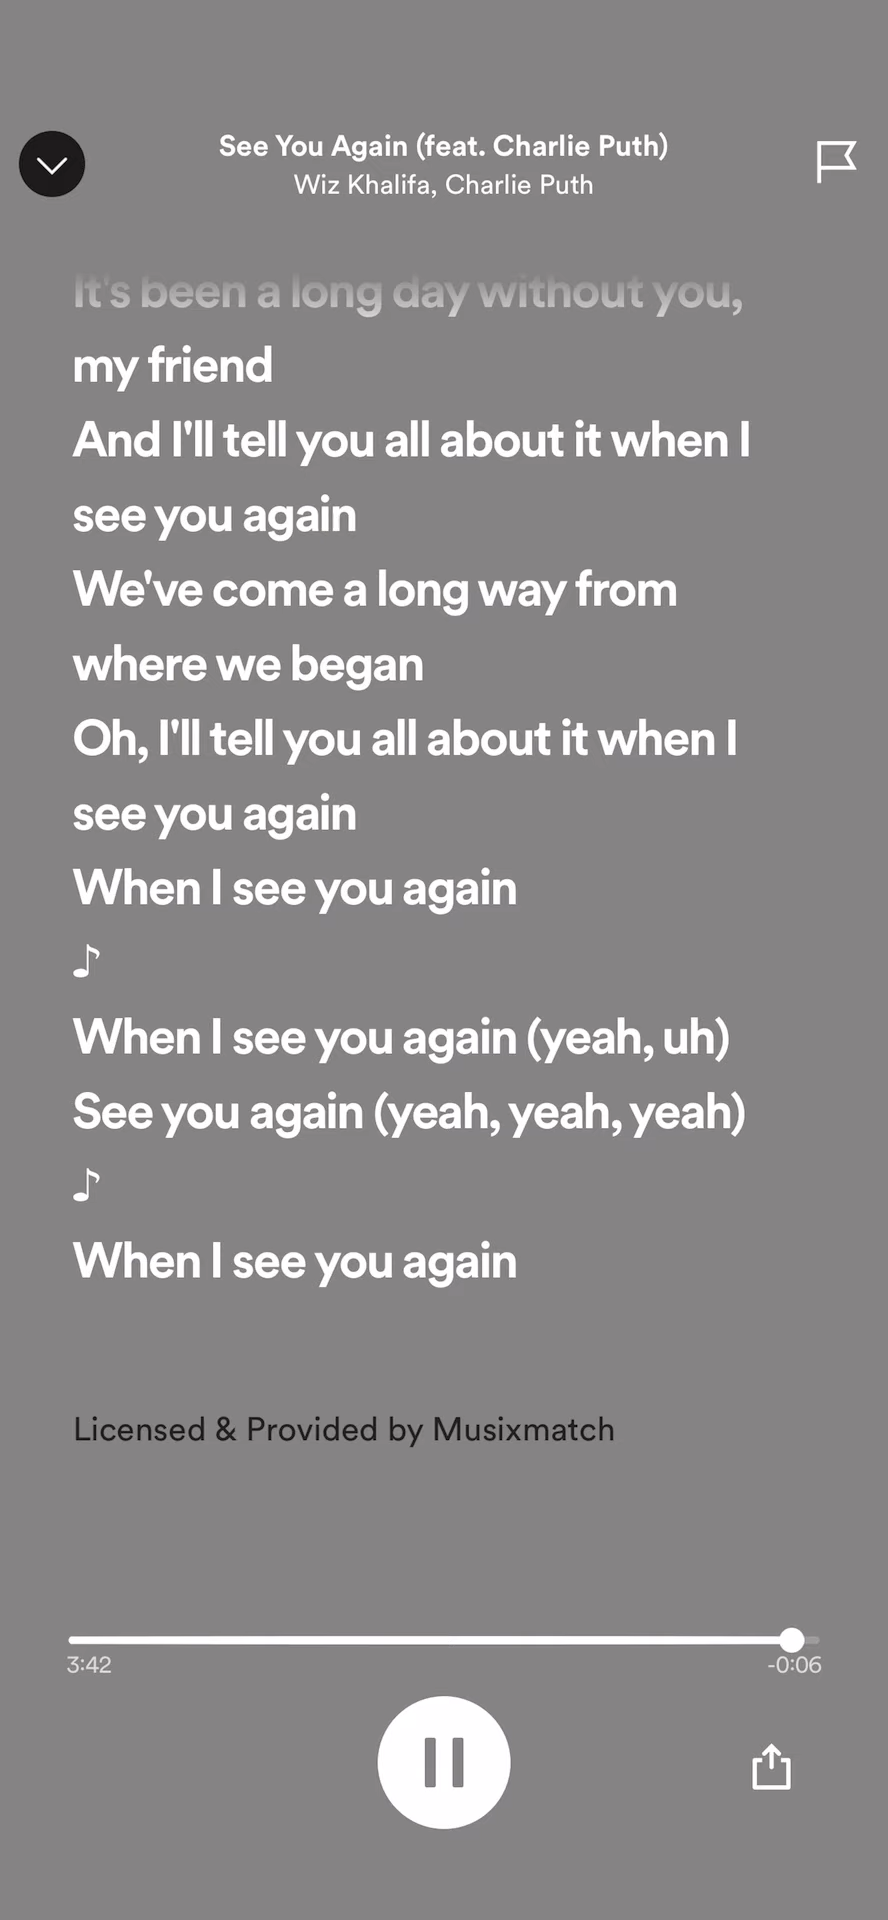 See You Again (feat. Charlie Puth)
Wiz Khalifa, Charlie Puth
It's been a long day without you,
my friend
And I'll tell you all about it when I
see you again
We've come a long way from
where we began
Oh, I'll tell you all about it when I
see you again
When I see you again
♪
When I see you again (yeah, uh)
See you again (yeah, yeah, yeah)
♪
When I see you again
Licensed & Provided by Musixmatch
3:42
-0:06